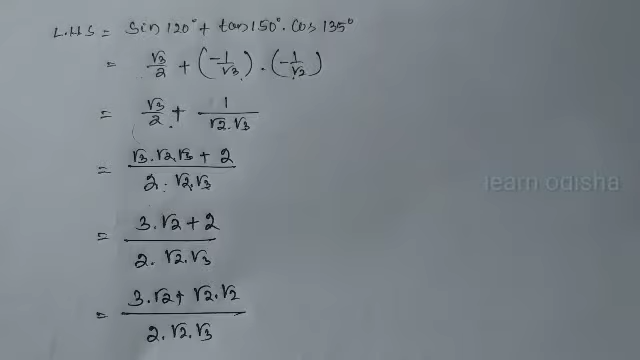 L.H.S = Sin 120° + tan 150°. Cos 135°
= √3/2 + (-1/√3) . (-1/√2)
= √3/2 + 1/√2.√3
= √3.√2.√3 + 2 / 2.√2.√3
learn odisha
= 3.√2 + 2 / 2.√2.√3
= 3.√2 + √2.√2 / 2.√2.√3